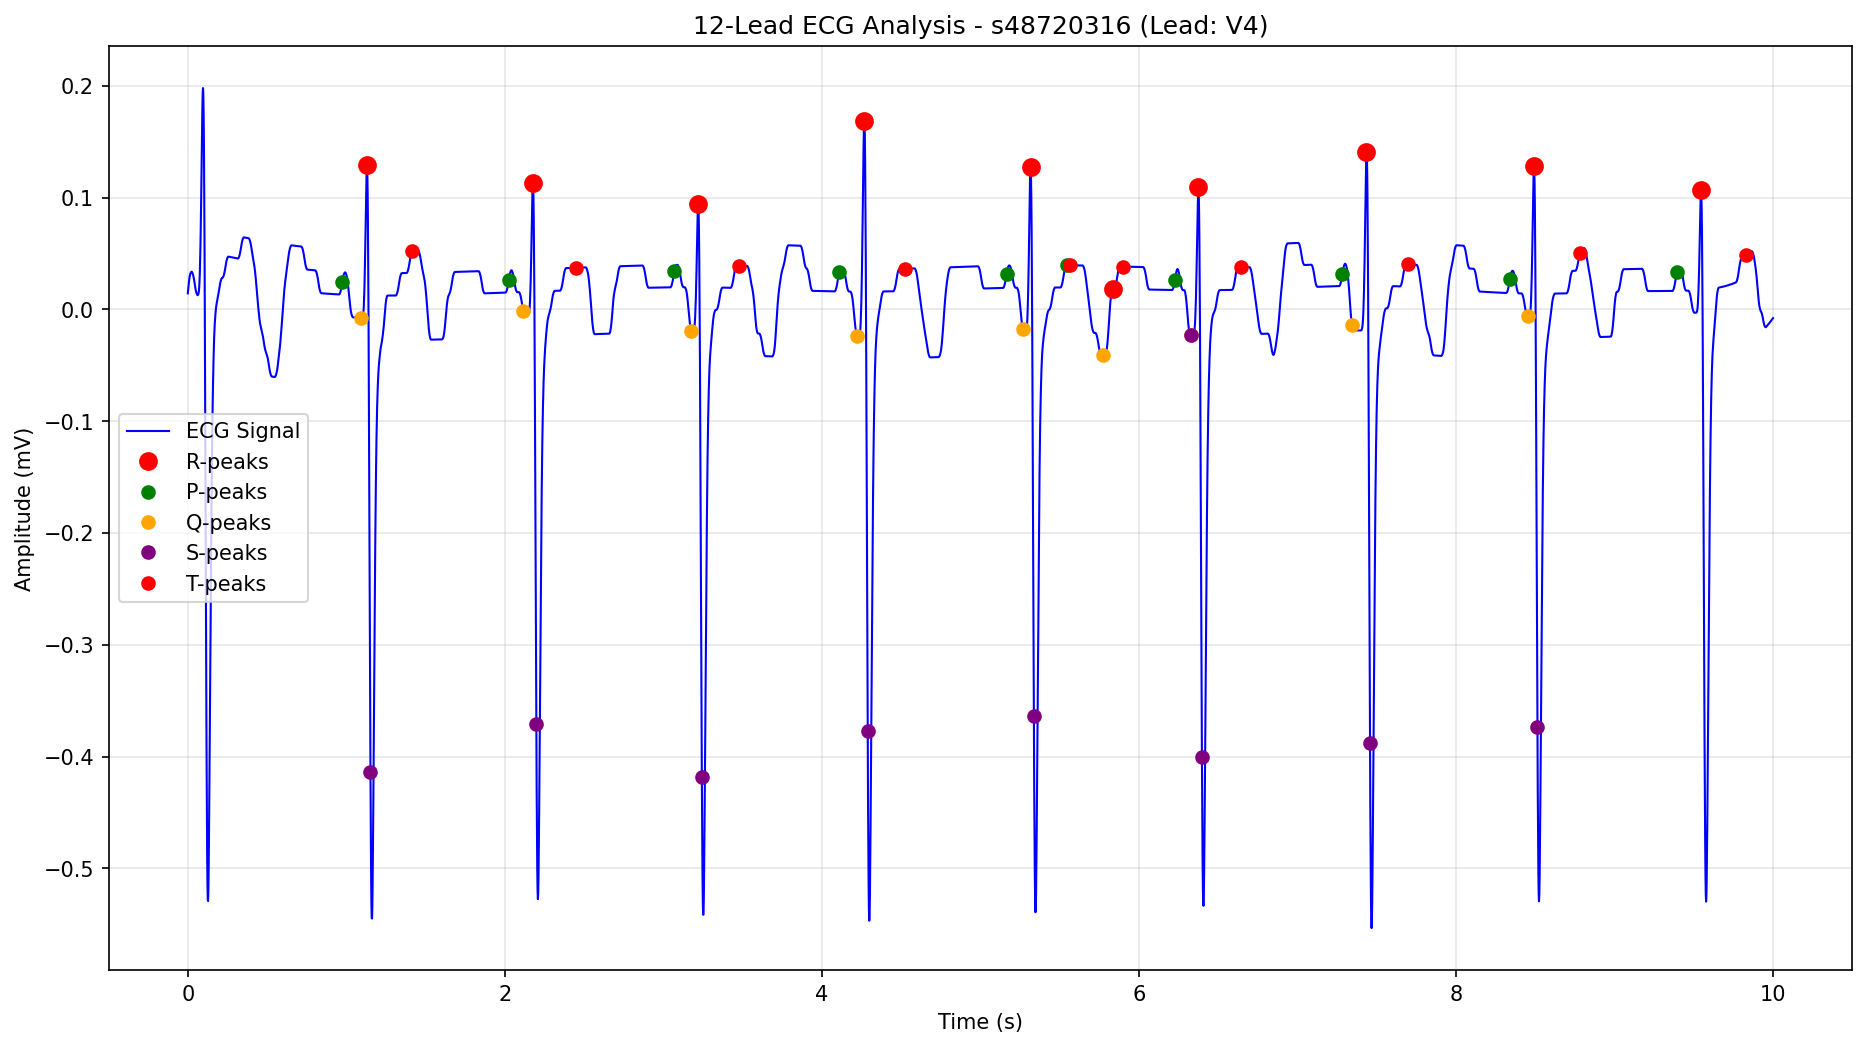 12-Lead ECG Analysis - s48720316 (Lead: V4)
Amplitude (mV)
0.2
0.1
0.0
−0.1
−0.2
−0.3
−0.4
−0.5
ECG Signal
R-peaks
P-peaks
Q-peaks
S-peaks
T-peaks
0 2 4 6 8 10
Time (s)